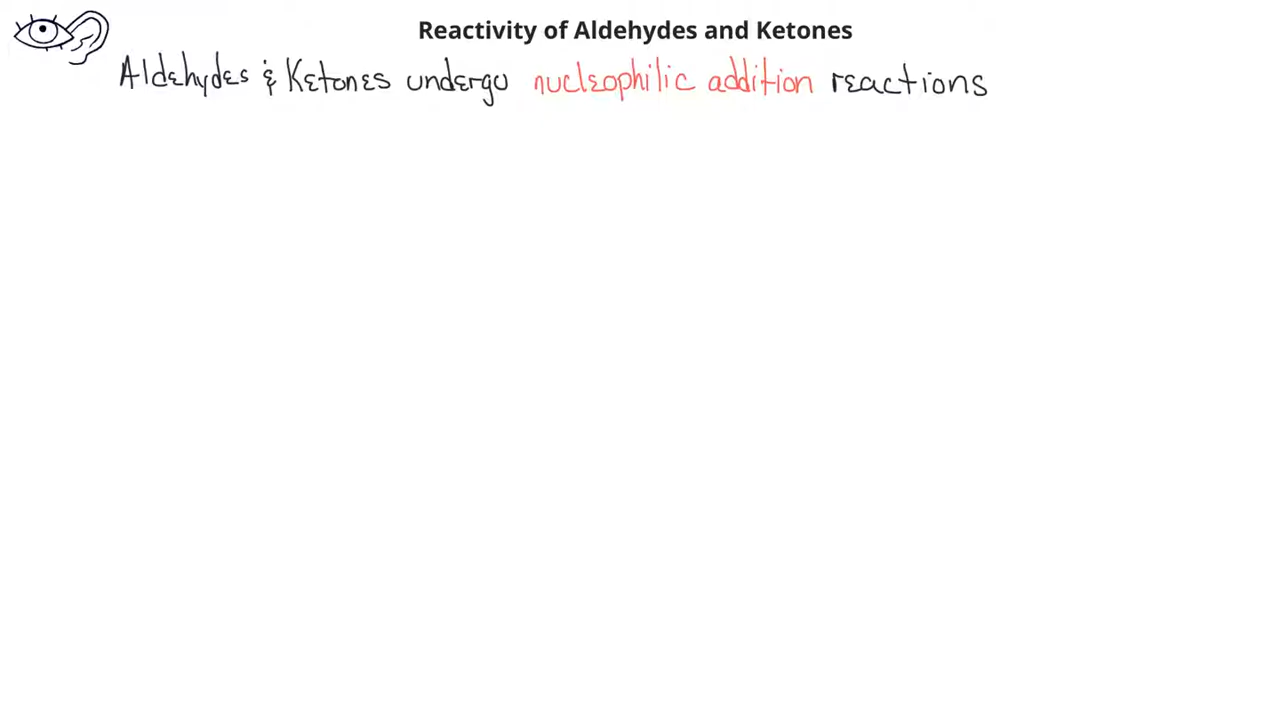 Reactivity of Aldehydes and Ketones
Aldehydes & Ketones undergo nucleophilic addition reactions